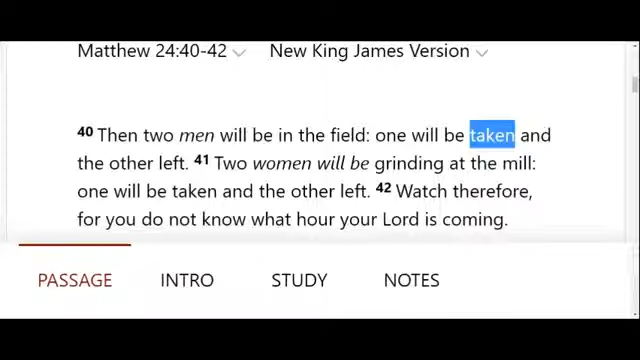 Matthew 24:40-42 New King James Version
40 Then two men will be in the field: one will be taken and
the other left. 41 Two women will be grinding at the mill:
one will be taken and the other left. 42 Watch therefore,
for you do not know what hour your Lord is coming.
PASSAGE INTRO STUDY NOTES